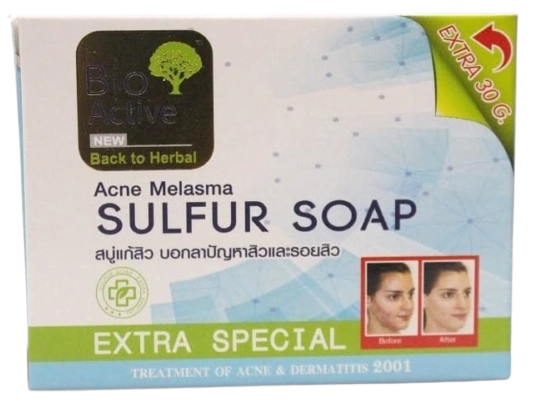 Bio
Active
NEW
Back to Herbal
EXTRA 30 G.
Acne Melasma
SULFUR SOAP
สบู่แก้สิว บอกลาปัญหาสิวและรอยสิว
EXTRA SPECIAL
Before
After
TREATMENT OF ACNE & DERMATITIS 2001